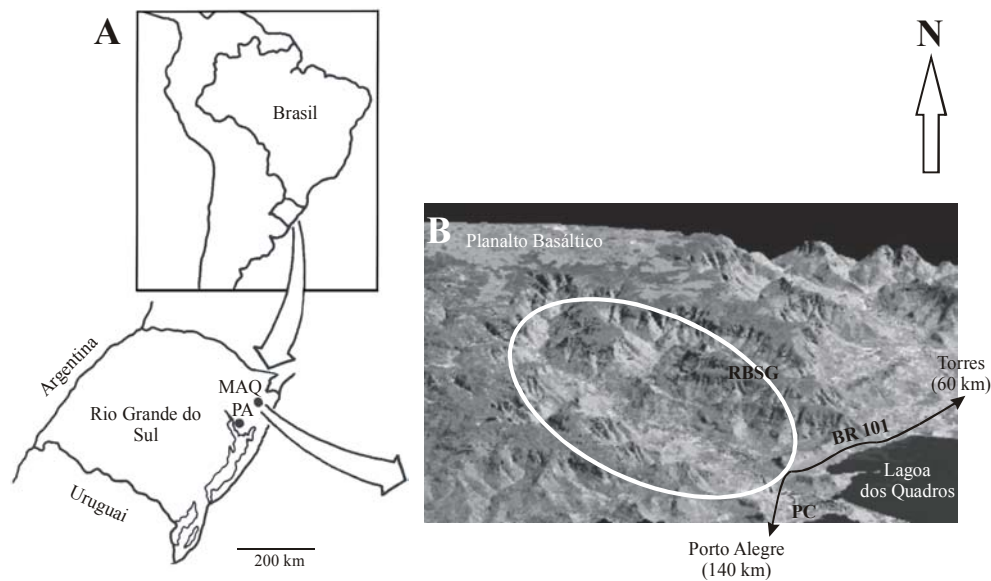 A
Brasil
N
B
Planalto Basáltico
RBSG
Torres
(60 km)
BR 101
Lagoa
dos Quadros
PC
Porto Alegre
(140 km)
Argentina
MAQ
PA
Rio Grande do
Sul
Uruguai
200 km